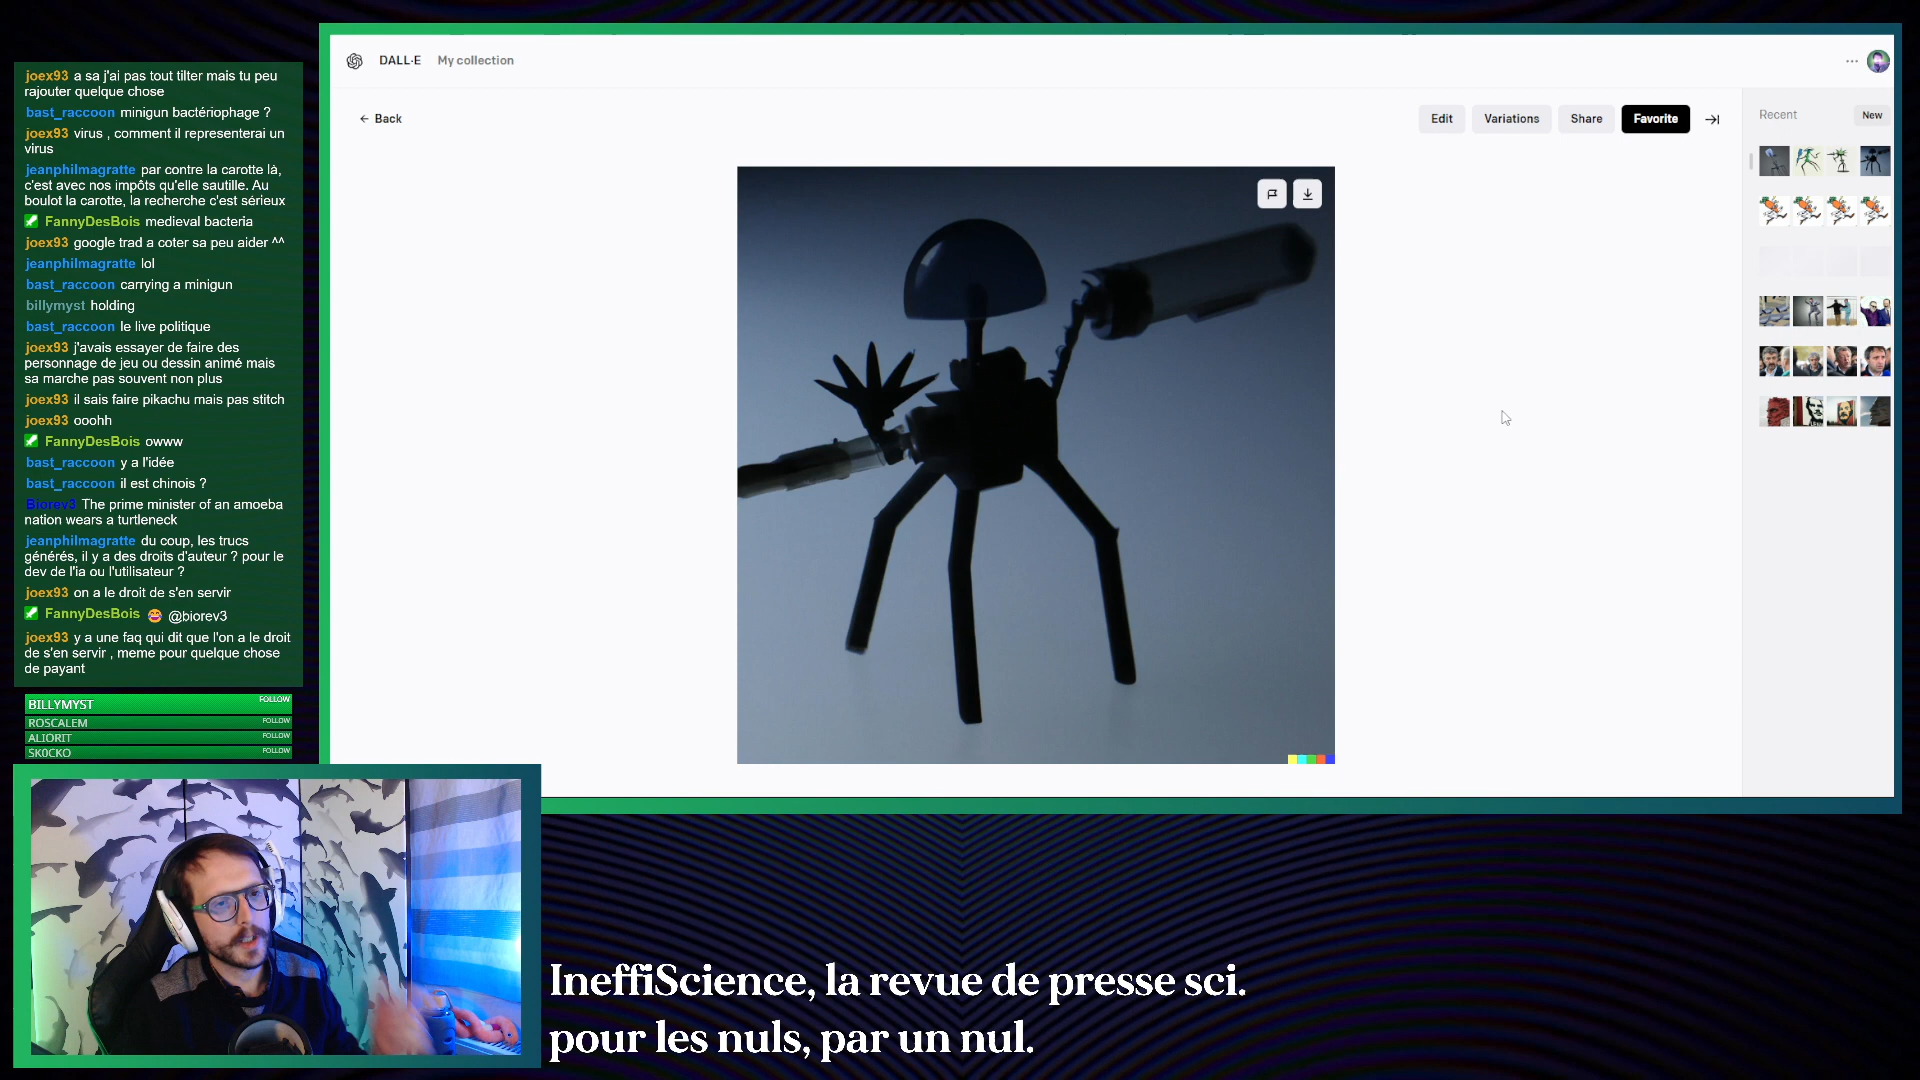 joex93 a sa j'ai pas tout tilter mais tu peu
rajouter quelque chose
bast_raccoon minigun bactériophage ?
joex93 virus , comment il representerai un
virus
jeanphilmagratte par contre la carotte là,
c'est avec nos impôts qu'elle sautille. Au
boulot la carotte, la recherche c'est sérieux
FannyDesBois medieval bacteria
joex93 google trad a coter sa peu aider ^^
jeanphilmagratte lol
bast_raccoon carrying a minigun
billymyst holding
bast_raccoon le live politique
joex93 j'avais essayer de faire des
personnage de jeu ou dessin animé mais
sa marche pas souvent non plus
joex93 il sais faire pikachu mais pas stitch
joex93 ooohh
FannyDesBois owww
bast_raccoon y a l'idée
bast_raccoon il est chinois ?
Biorev3 The prime minister of an amoeba
nation wears a turtleneck
jeanphilmagratte du coup, les trucs
générés, il y a des droits d'auteur ? pour le
dev de l'ia ou l'utilisateur ?
joex93 on a le droit de s'en servir
FannyDesBois 😂 @biorev3
joex93 y a une faq qui dit que l'on a le droit
de s'en servir , meme pour quelque chose
de payant
BILLYMYST FOLLOW
ROSCALEM FOLLOW
ALIORIT FOLLOW
SK0CKO FOLLOW
DALL·E My collection
← Back
Edit Variations Share Favorite
Recent New
IneffiScience, la revue de presse sci.
pour les nuls, par un nul.